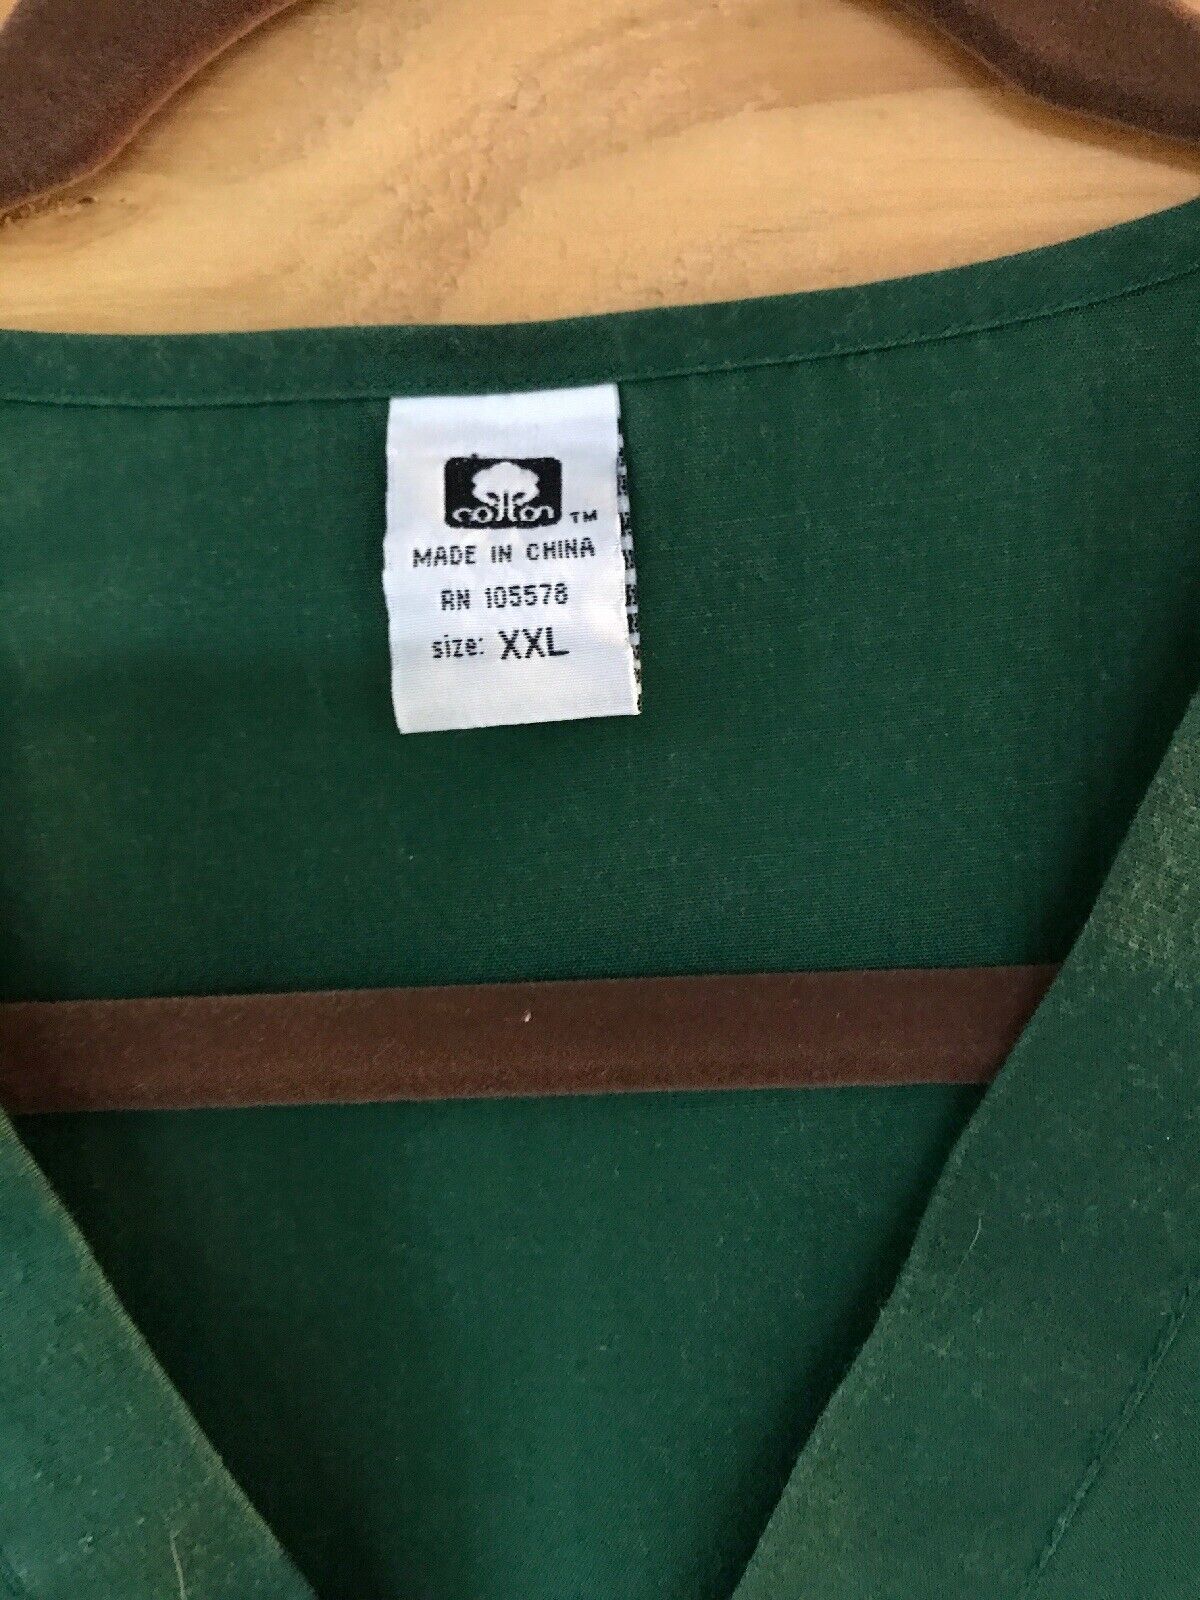 cotton TM
MADE IN CHINA
RN 105578
size: XXL